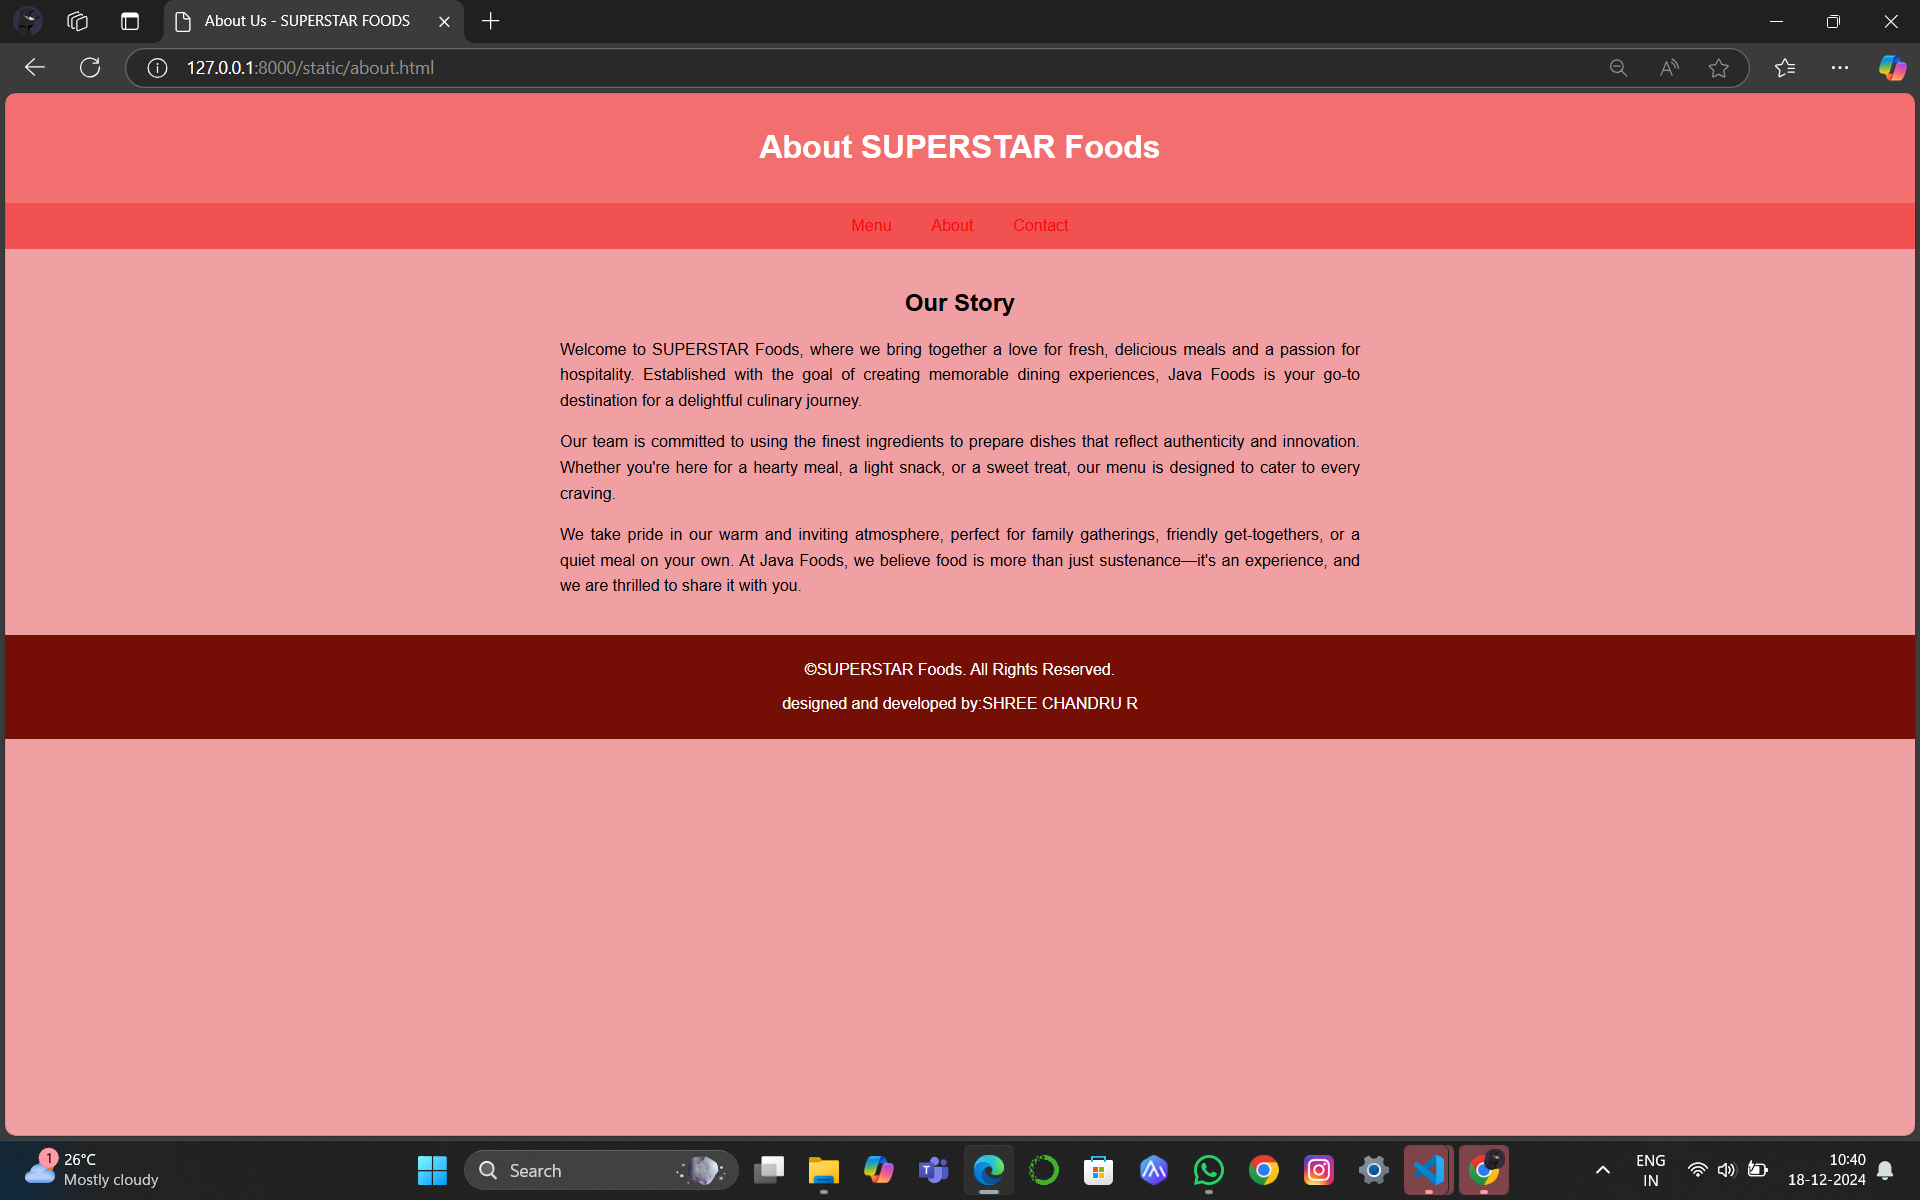 About Us - SUPERSTAR FOODS
127.0.0.1:8000/static/about.html
About SUPERSTAR Foods
Menu About Contact
Our Story
Welcome to SUPERSTAR Foods, where we bring together a love for fresh, delicious meals and a passion for
hospitality. Established with the goal of creating memorable dining experiences, Java Foods is your go-to
destination for a delightful culinary journey.
Our team is committed to using the finest ingredients to prepare dishes that reflect authenticity and innovation.
Whether you're here for a hearty meal, a light snack, or a sweet treat, our menu is designed to cater to every
craving.
We take pride in our warm and inviting atmosphere, perfect for family gatherings, friendly get-togethers, or a
quiet meal on your own. At Java Foods, we believe food is more than just sustenance—it's an experience, and
we are thrilled to share it with you.
©SUPERSTAR Foods. All Rights Reserved.
designed and developed by:SHREE CHANDRU R
1
26°C
Mostly cloudy
Search
ENG
IN
10:40
18-12-2024